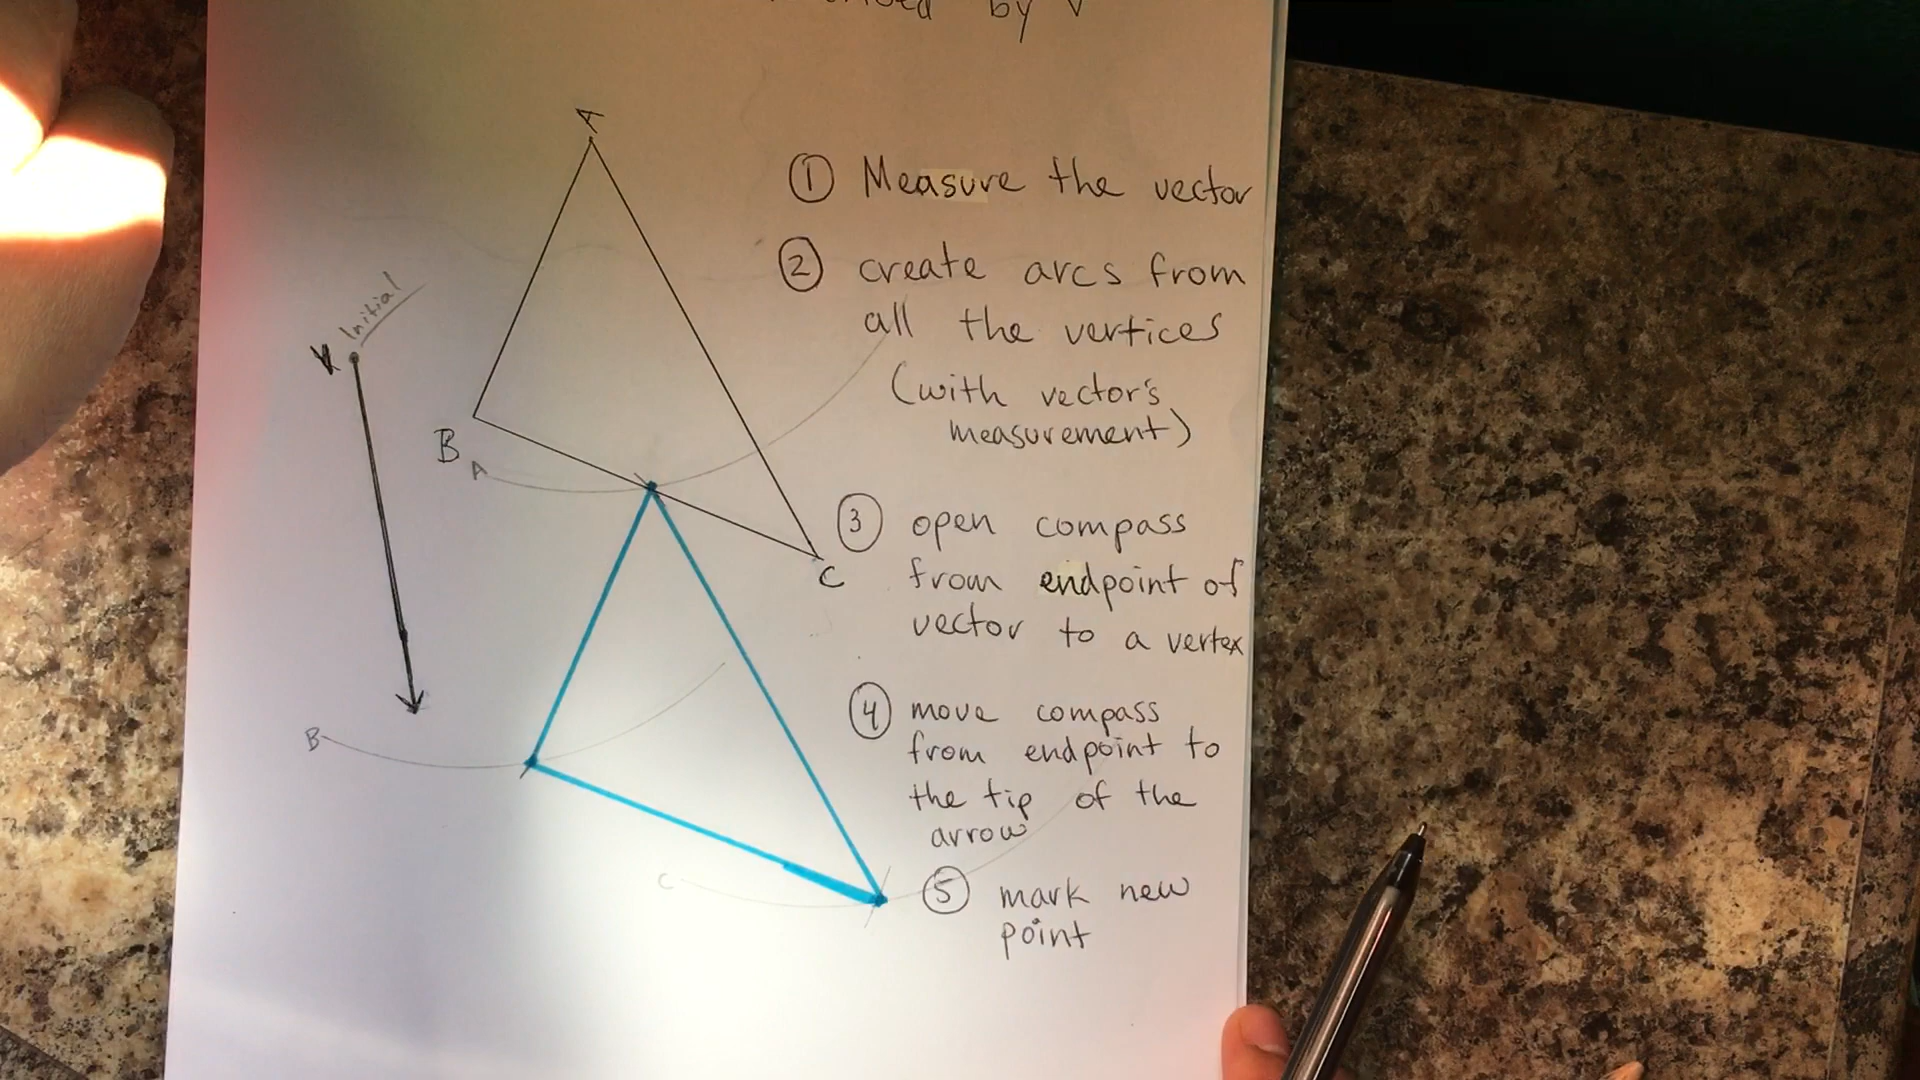 by V
A
① Measure the vector
② create arcs from
all the vertices
(with vector's
measurement)
Initial
B
A
C
③ open compass
from endpoint of
vector to a vertex
④ move compass
from endpoint to
the tip of the
arrow
B
C
⑤ mark new
point